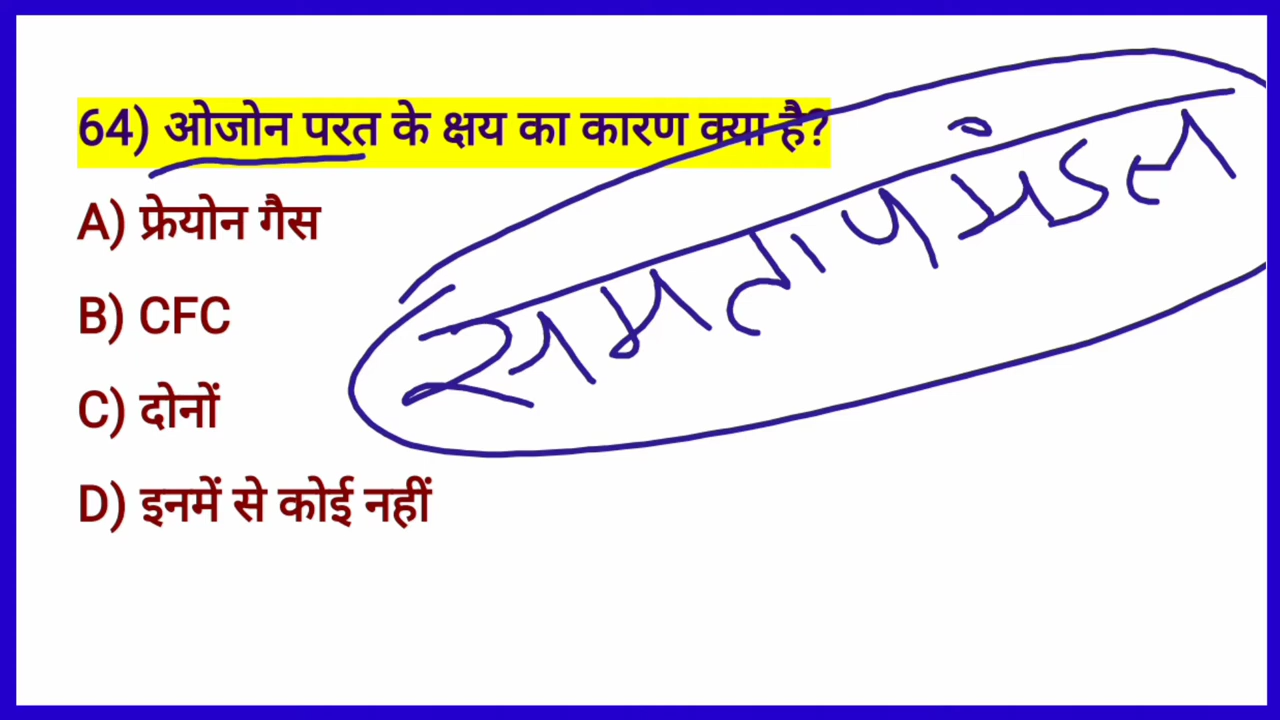 64) ओजोन परत के क्षय का कारण क्या है?
A) फ्रेयोन गैस
B) CFC
C) दोनों
D) इनमें से कोई नहीं
समतापमंडल